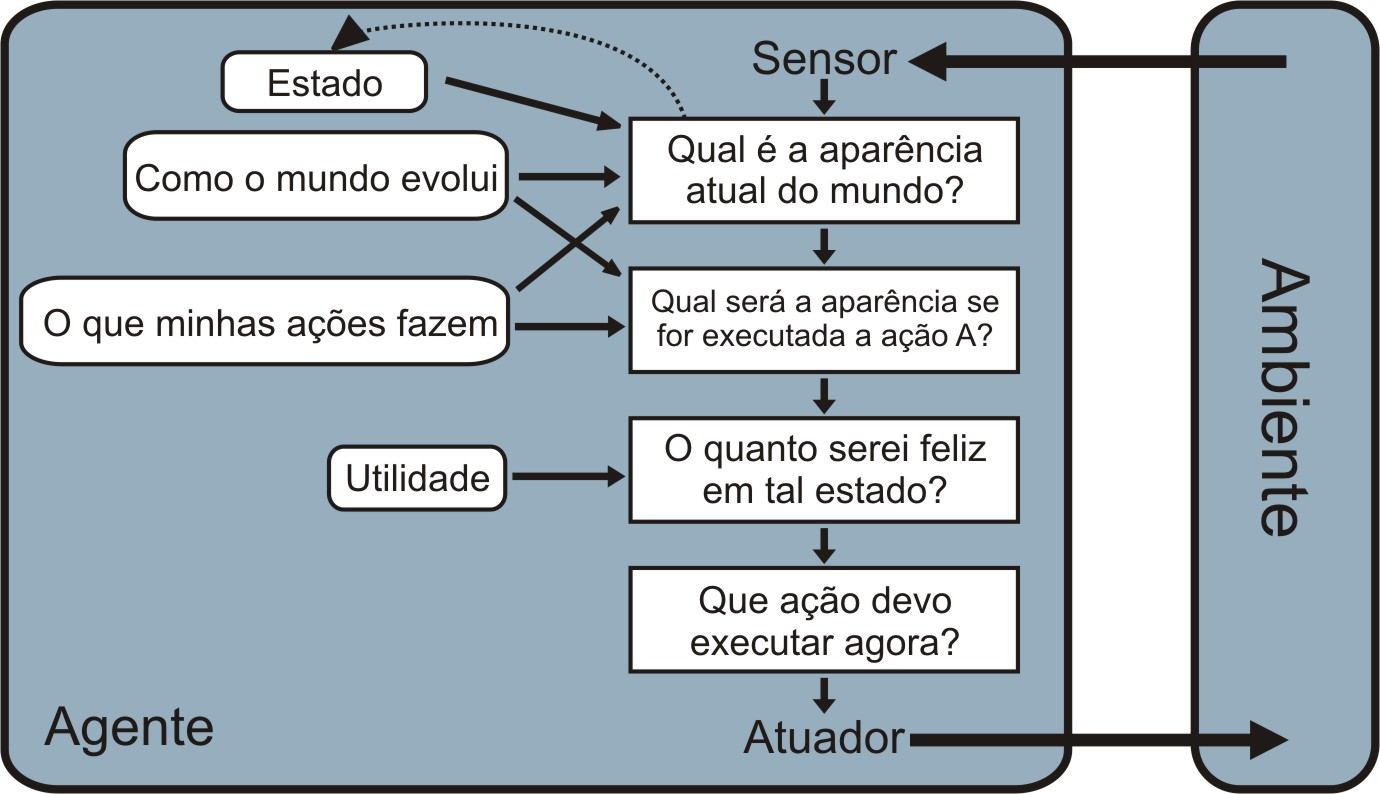 Sensor
Estado
Qual é a aparência
atual do mundo?
Como o mundo evolui
Qual será a aparência se
for executada a ação A?
O que minhas ações fazem
O quanto serei feliz
em tal estado?
Utilidade
Que ação devo
executar agora?
Agente
Atuador
Ambiente